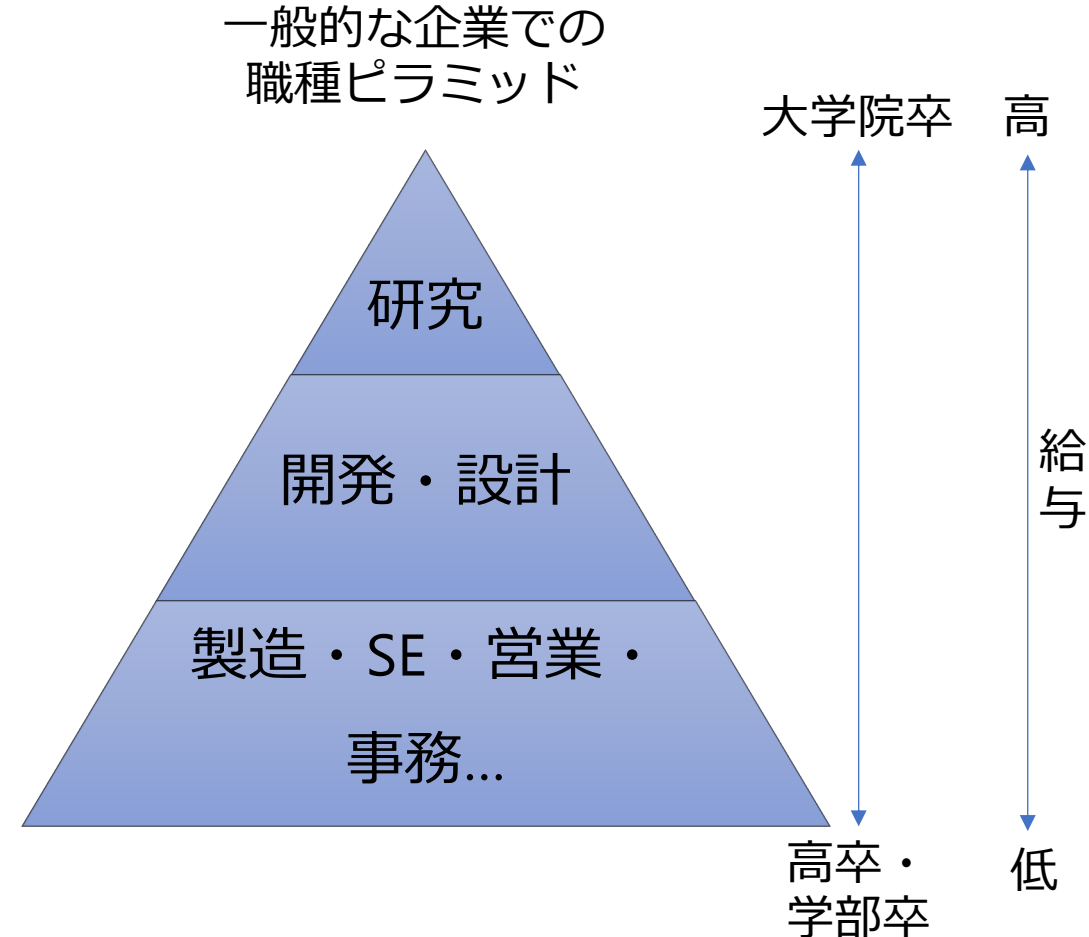 一般的な企業での
職種ピラミッド
大学院卒
高
研究
開発・設計
給
与
製造・SE・営業・
事務…
高卒・
学部卒
低